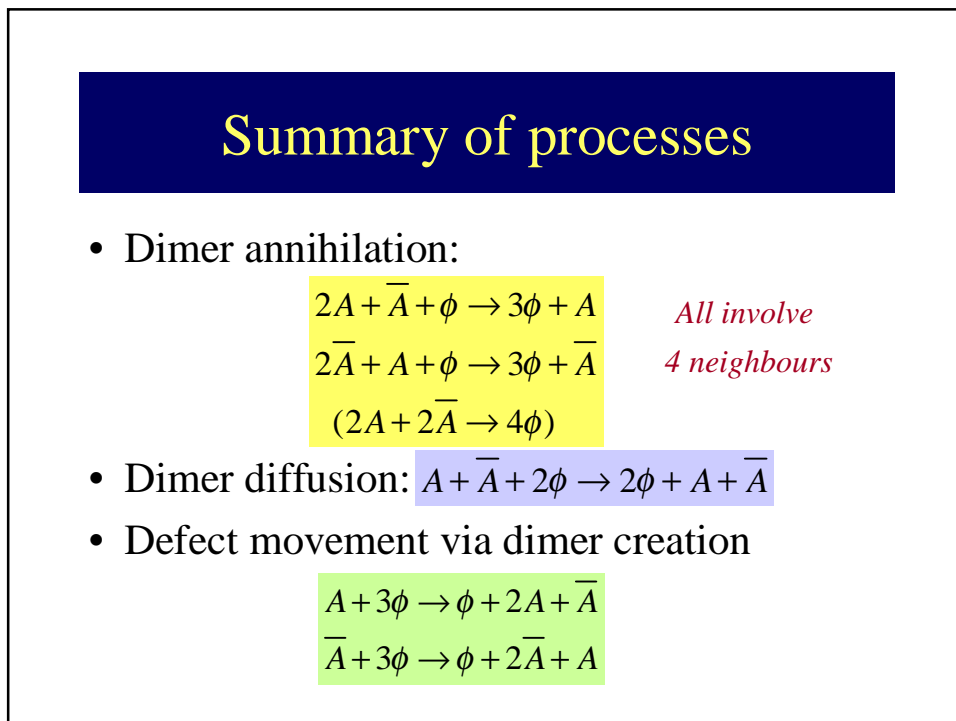 Summary of processes
• Dimer annihilation:
2A + A̅ + ϕ → 3ϕ + A
2A̅ + A + ϕ → 3ϕ + A̅
(2A + 2A̅ → 4ϕ)
All involve
4 neighbours
• Dimer diffusion: A + A̅ + 2ϕ → 2ϕ + A + A̅
• Defect movement via dimer creation
A + 3ϕ → ϕ + 2A + A̅
A̅ + 3ϕ → ϕ + 2A̅ + A